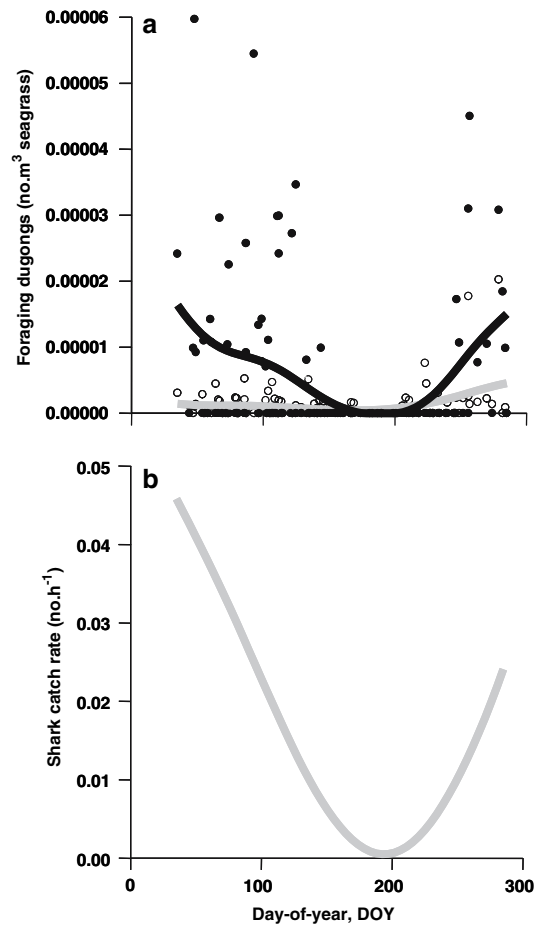 a
Foraging dugongs (no.m³ seagrass)
0.00006
0.00005
0.00004
0.00003
0.00002
0.00001
0.00000
b
Shark catch rate (no.h⁻¹)
0.05
0.04
0.03
0.02
0.01
0.00
0 100 200 300
Day-of-year, DOY